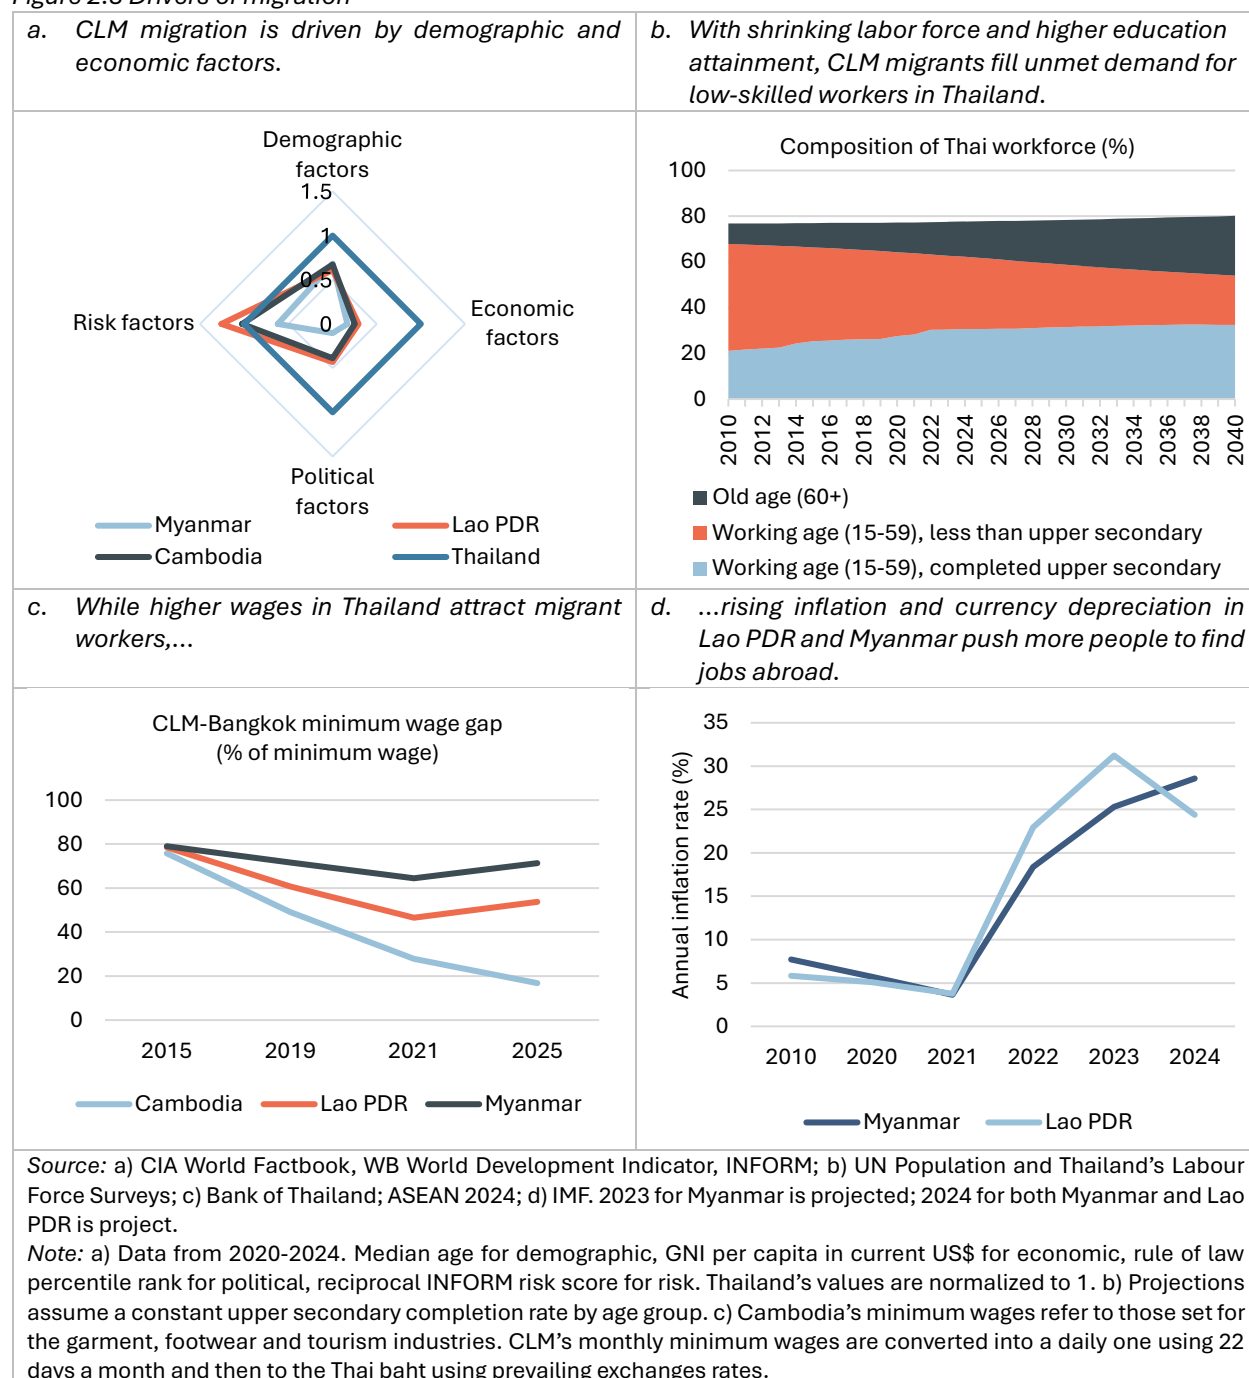 Figure 2.3 Drivers of migration
a. CLM migration is driven by demographic and
economic factors.
b. With shrinking labor force and higher education
attainment, CLM migrants fill unmet demand for
low-skilled workers in Thailand.
Demographic
factors
1.5
1
0.5
0
Risk factors
Economic
factors
Political
factors
Myanmar
Lao PDR
Cambodia
Thailand
Composition of Thai workforce (%)
100
80
60
40
20
0
2010
2012
2014
2016
2018
2020
2022
2024
2026
2028
2030
2032
2034
2036
2038
2040
Old age (60+)
Working age (15-59), less than upper secondary
Working age (15-59), completed upper secondary
c. While higher wages in Thailand attract migrant
workers,...
d. ...rising inflation and currency depreciation in
Lao PDR and Myanmar push more people to find
jobs abroad.
CLM-Bangkok minimum wage gap
(% of minimum wage)
100
80
60
40
20
0
2015
2019
2021
2025
Cambodia
Lao PDR
Myanmar
Annual inflation rate (%)
35
30
25
20
15
10
5
0
2010
2020
2021
2022
2023
2024
Myanmar
Lao PDR
Source: a) CIA World Factbook, WB World Development Indicator, INFORM; b) UN Population and Thailand's Labour
Force Surveys; c) Bank of Thailand; ASEAN 2024; d) IMF. 2023 for Myanmar is projected; 2024 for both Myanmar and Lao
PDR is project.
Note: a) Data from 2020-2024. Median age for demographic, GNI per capita in current US$ for economic, rule of law
percentile rank for political, reciprocal INFORM risk score for risk. Thailand's values are normalized to 1. b) Projections
assume a constant upper secondary completion rate by age group. c) Cambodia's minimum wages refer to those set for
the garment, footwear and tourism industries. CLM's monthly minimum wages are converted into a daily one using 22
days a month and then to the Thai baht using prevailing exchanges rates.